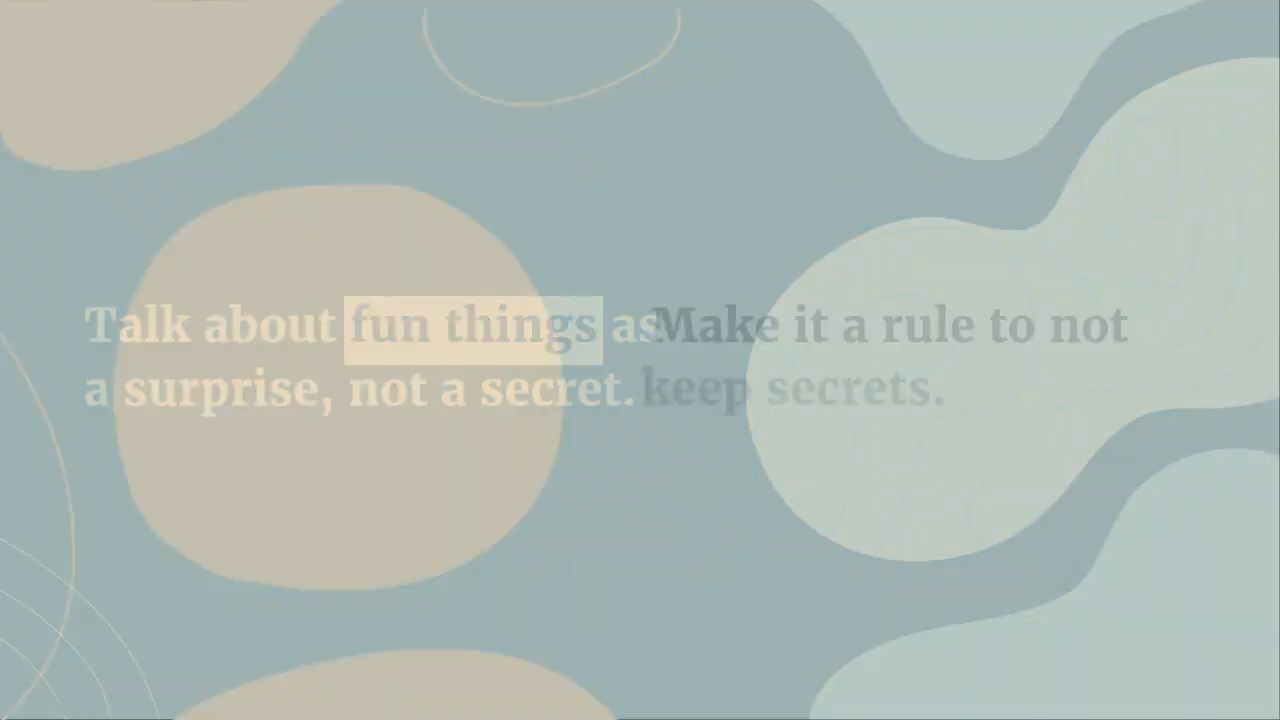 Talk about fun things as
a surprise, not a secret.
Make it a rule to not
keep secrets.